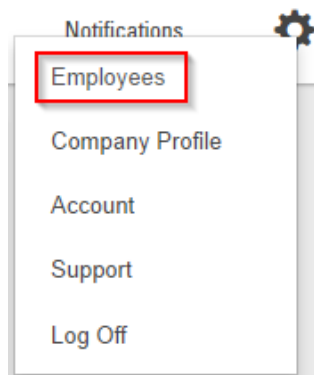 Notifications
Employees
Company Profile
Account
Support
Log Off